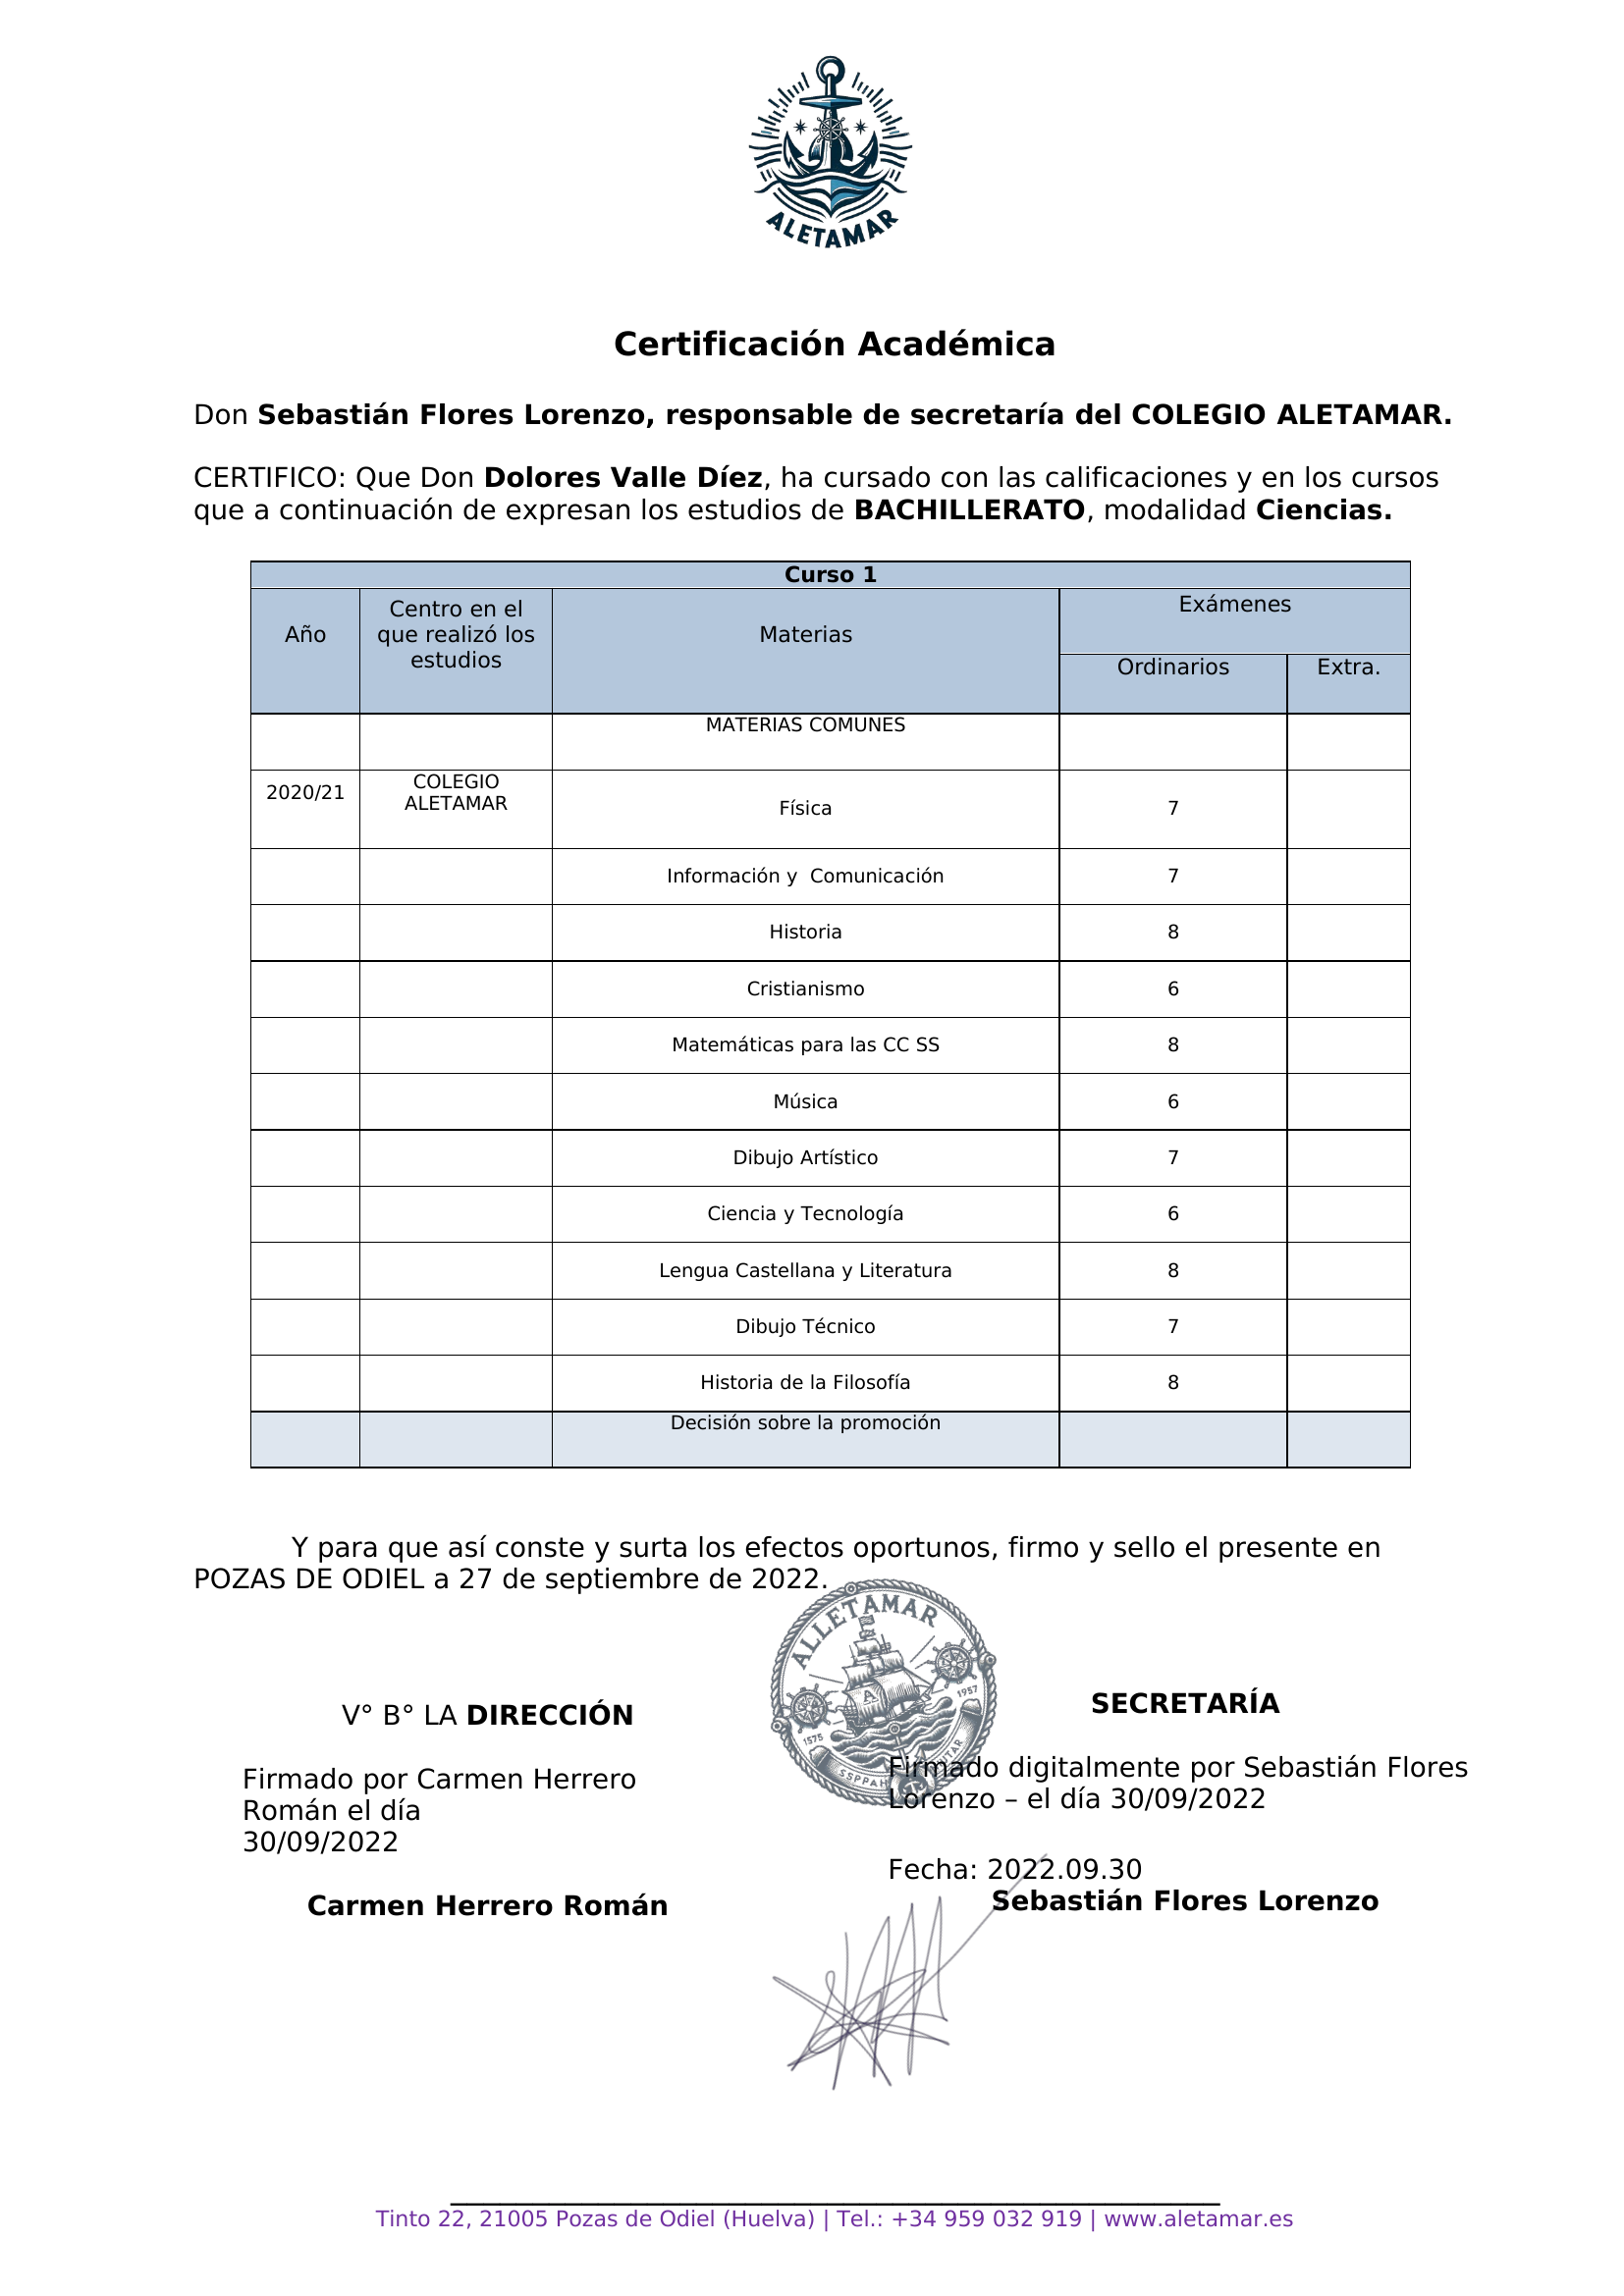 ALETAMAR
Certificación Académica
Don Sebastián Flores Lorenzo, responsable de secretaría del COLEGIO ALETAMAR.
CERTIFICO: Que Don Dolores Valle Díez, ha cursado con las calificaciones y en los cursos
que a continuación de expresan los estudios de BACHILLERATO, modalidad Ciencias.
Curso 1
Año
Centro en el
que realizó los
estudios
Materias
Exámenes
Ordinarios
Extra.
MATERIAS COMUNES
2020/21
COLEGIO
ALETAMAR
Física
7
Información y Comunicación
7
Historia
8
Cristianismo
6
Matemáticas para las CC SS
8
Música
6
Dibujo Artístico
7
Ciencia y Tecnología
6
Lengua Castellana y Literatura
8
Dibujo Técnico
7
Historia de la Filosofía
8
Decisión sobre la promoción
Y para que así conste y surta los efectos oportunos, firmo y sello el presente en
POZAS DE ODIEL a 27 de septiembre de 2022.
ALLETAMAR
A
1575
1957
V° B° LA DIRECCIÓN
Firmado por Carmen Herrero
Román el día
30/09/2022
Carmen Herrero Román
SECRETARÍA
Firmado digitalmente por Sebastián Flores
Lorenzo – el día 30/09/2022
Fecha: 2022.09.30
Sebastián Flores Lorenzo
Tinto 22, 21005 Pozas de Odiel (Huelva) | Tel.: +34 959 032 919 | www.aletamar.es